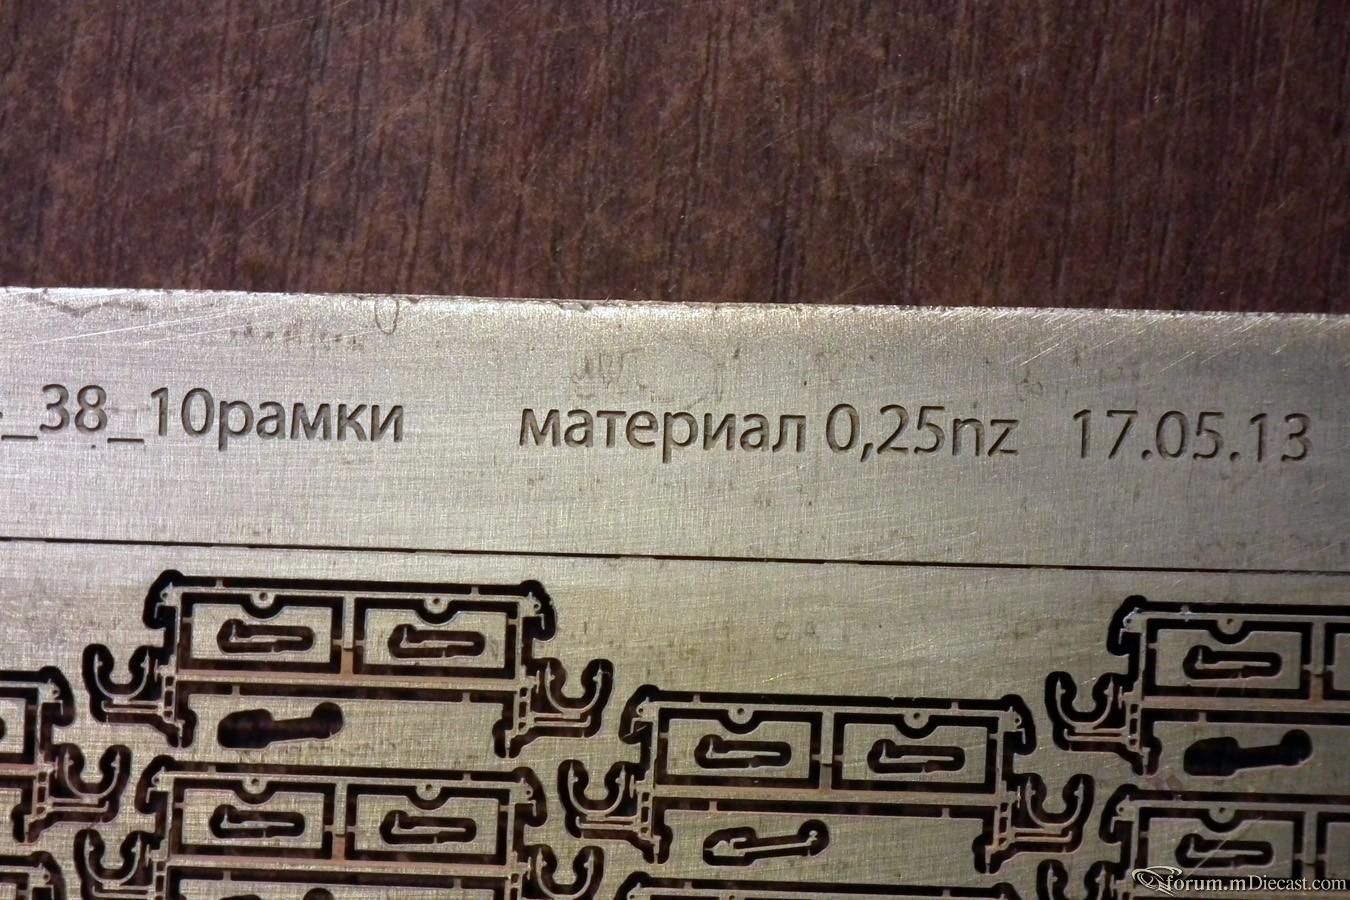 _38_10рамки материал 0,25nz 17.05.13
forum.mDiecast.com